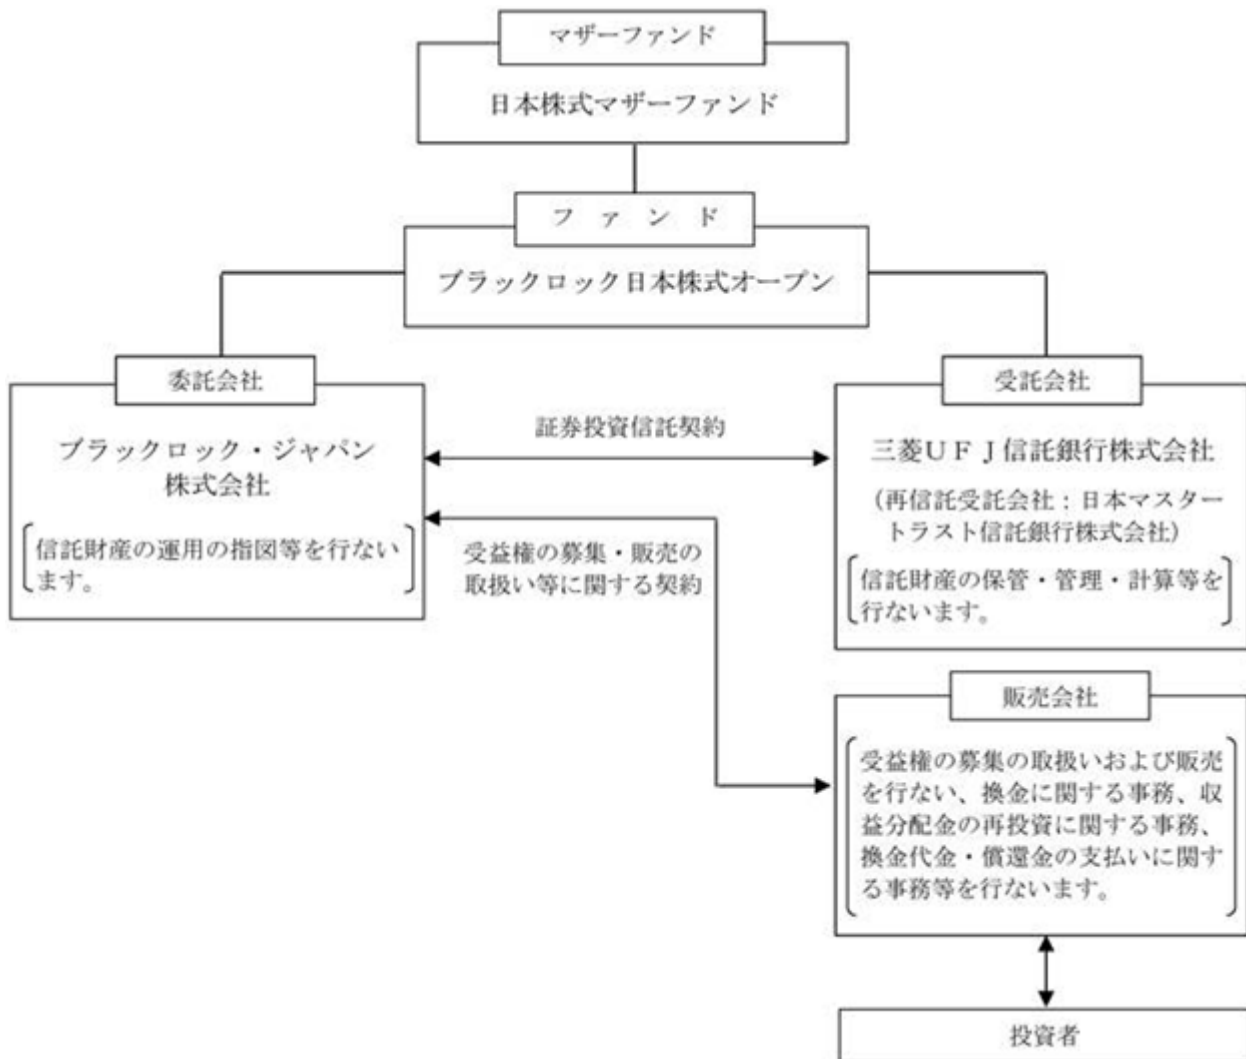 マザーファンド
日本株式マザーファンド
ファンド
ブラックロック日本株式オープン
委託会社
ブラックロック・ジャパン
株式会社
信託財産の運用の指図等を行ない
ます。
証券投資信託契約
受益権の募集・販売の
取扱い等に関する契約
受託会社
三菱UFJ信託銀行株式会社
(再信託受託会社:日本マスター
トラスト信託銀行株式会社)
信託財産の保管・管理・計算等を
行ないます。
販売会社
受益権の募集の取扱いおよび販売
を行ない、換金に関する事務、収
益分配金の再投資に関する事務、
換金代金・償還金の支払いに関す
る事務等を行ないます。
投資者